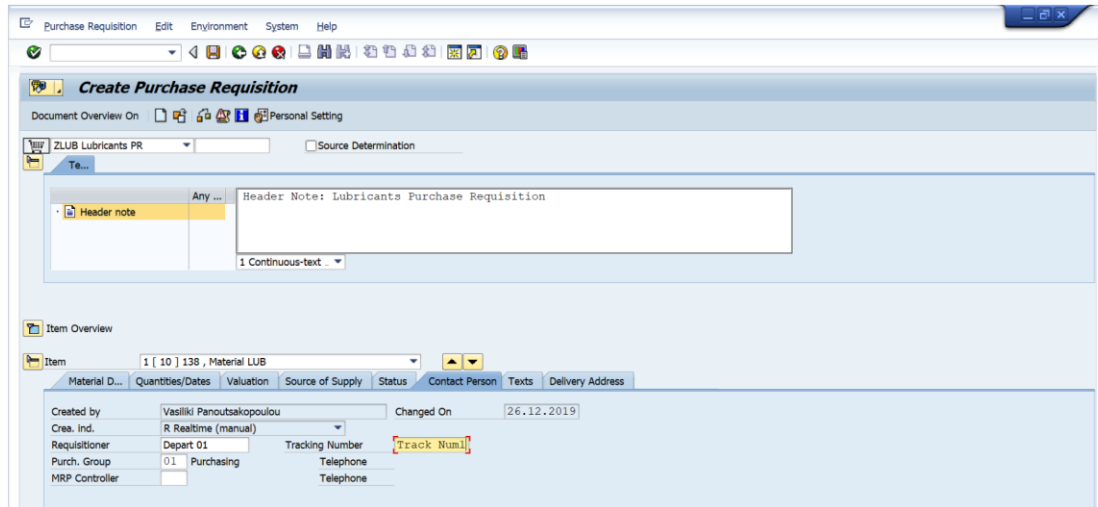 Purchase Requisition Edit Environment System Help
Create Purchase Requisition
Document Overview On Personal Setting
ZLUB Lubricants PR Source Determination
Te...
Any ... Header Note: Lubricants Purchase Requisition
Header note
1 Continuous-text ..
Item Overview
Item 1 [ 10 ] 138 , Material LUB
Material D... Quantities/Dates Valuation Source of Supply Status Contact Person Texts Delivery Address
Created by Vasiliki Panoutsakopoulou Changed On 26.12.2019
Crea. ind. R Realtime (manual)
Requisitioner Depart 01 Tracking Number Track Num1
Purch. Group 01 Purchasing Telephone
MRP Controller Telephone